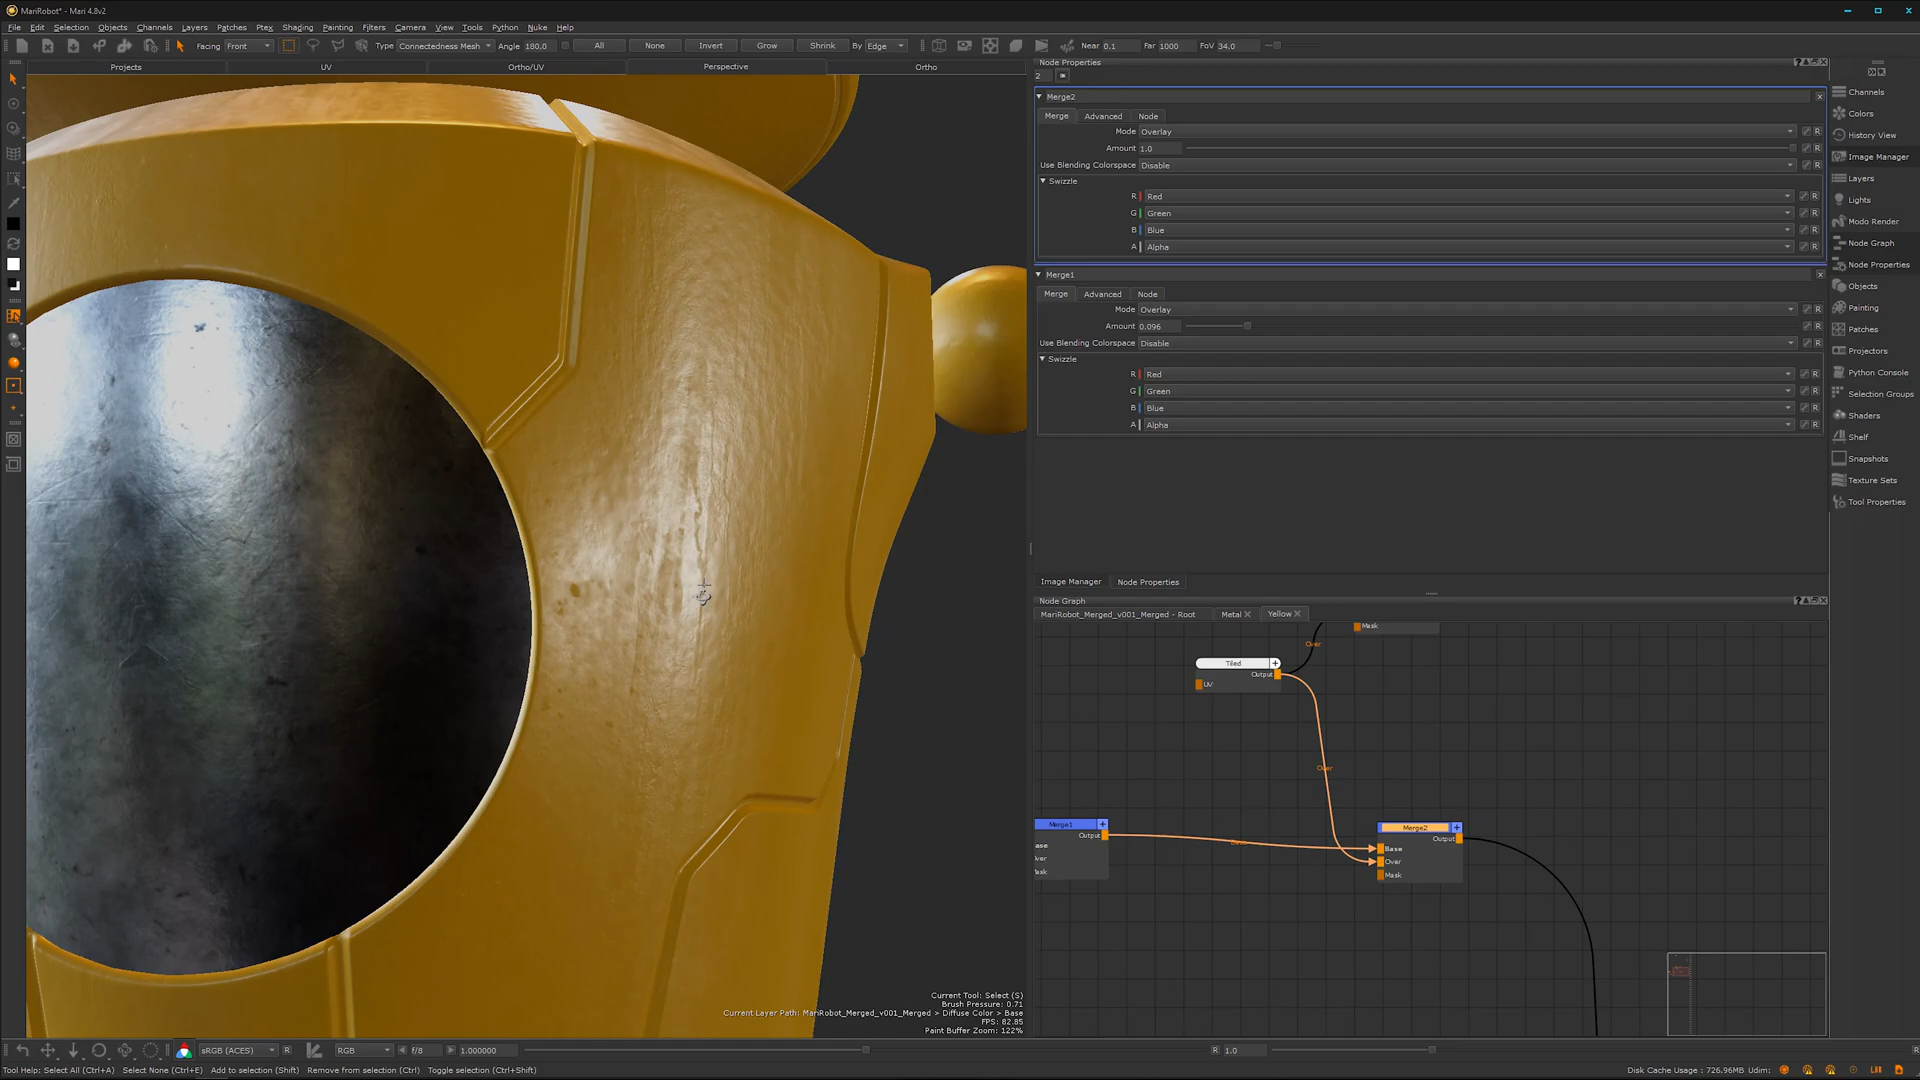 MariRobot* - Mari 4.8v2
File Edit Selection Objects Channels Layers Patches Ptex Shading Painting Filters Camera View Tools Python Nuke Help
Facing Front Type Connectedness Mesh Angle 180.0 All None Invert Grow Shrink By Edge Near 0.1 Far 1000 FoV 34.0
Projects UV Ortho/UV Perspective Ortho
Node Properties
2
Merge2
Merge Advanced Node
Mode Overlay
Amount 1.0
Use Blending Colorspace Disable
Swizzle
R Red R
G Green R
B Blue R
A Alpha R
Merge1
Merge Advanced Node
Mode Overlay
Amount 0.096
Use Blending Colorspace Disable
Swizzle
R Red R
G Green R
B Blue R
A Alpha R
Image Manager Node Properties
Node Graph
MariRobot_Merged_v001_Merged - Root Metal Yellow
Mask
Over
Tiled
Output
UV
Over
Merge1
Output
ase
Over
Mask
Merge2
Output
Base
Over
Mask
Channels
Colors
History View
Image Manager
Layers
Lights
Modo Render
Node Graph
Node Properties
Objects
Painting
Patches
Projectors
Python Console
Selection Groups
Shaders
Shelf
Snapshots
Texture Sets
Tool Properties
Current Tool: Select (S)
Brush Pressure: 0.71
Current Layer Path: MariRobot_Merged_v001_Merged > Diffuse Color > Base
FPS: 82.85
Paint Buffer Zoom: 122%
sRGB (ACES) R RGB f/8 1.000000 R 1.0 R
Tool Help: Select All (Ctrl+A) Select None (Ctrl+E) Add to selection (Shift) Remove from selection (Ctrl) Toggle selection (Ctrl+Shift) Disk Cache Usage : 726.96MB Udim: